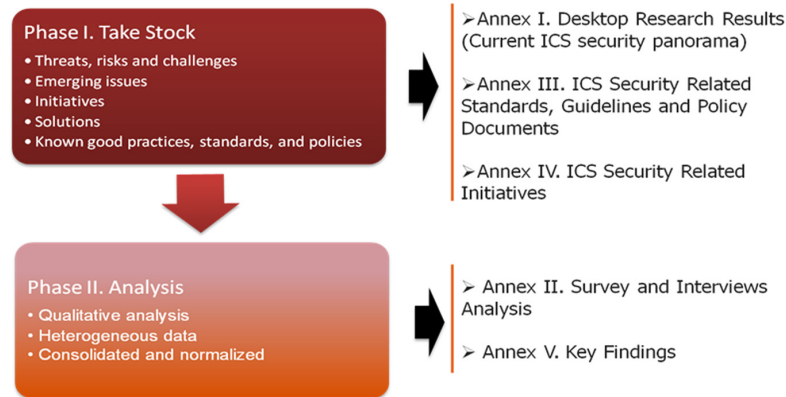 Phase I. Take Stock
• Threats, risks and challenges
• Emerging issues
• Initiatives
• Solutions
• Known good practices, standards, and policies
➢Annex I. Desktop Research Results
(Current ICS security panorama)
➢Annex III. ICS Security Related
Standards, Guidelines and Policy
Documents
➢Annex IV. ICS Security Related
Initiatives
Phase II. Analysis
• Qualitative analysis
• Heterogeneous data
• Consolidated and normalized
➢ Annex II. Survey and Interviews
Analysis
➢ Annex V. Key Findings